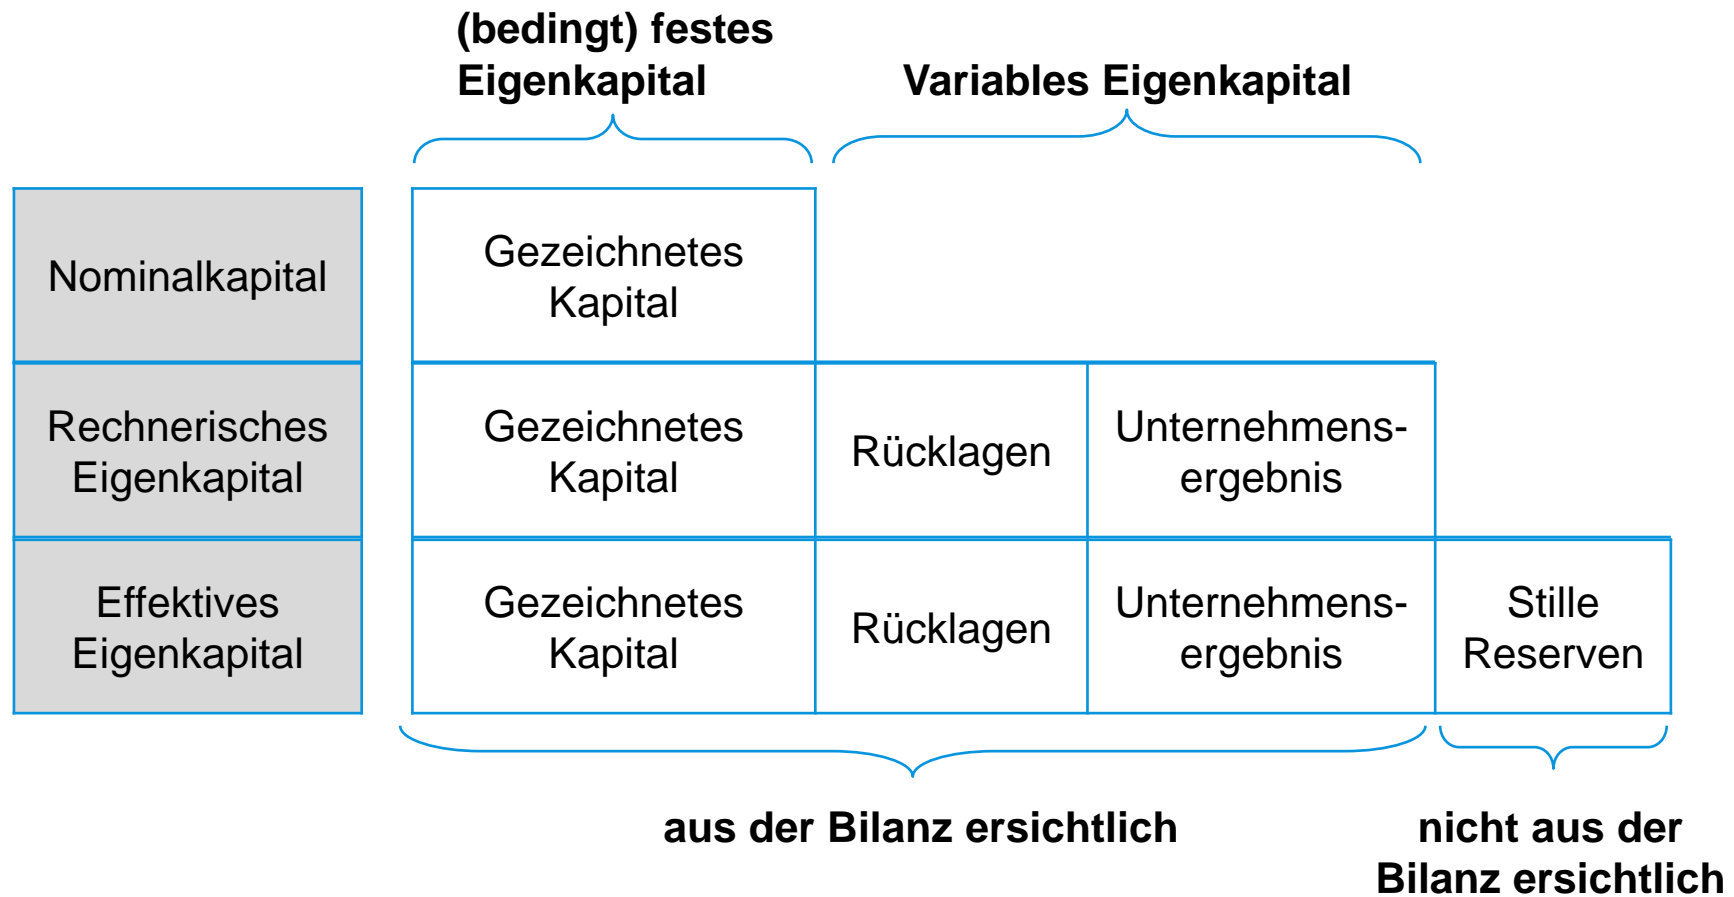 (bedingt) festes
Eigenkapital
Variables Eigenkapital
Nominalkapital
Gezeichnetes
Kapital
Rechnerisches
Eigenkapital
Gezeichnetes
Kapital
Rücklagen
Unternehmens-
ergebnis
Effektives
Eigenkapital
Gezeichnetes
Kapital
Rücklagen
Unternehmens-
ergebnis
Stille
Reserven
aus der Bilanz ersichtlich
nicht aus der
Bilanz ersichtlich